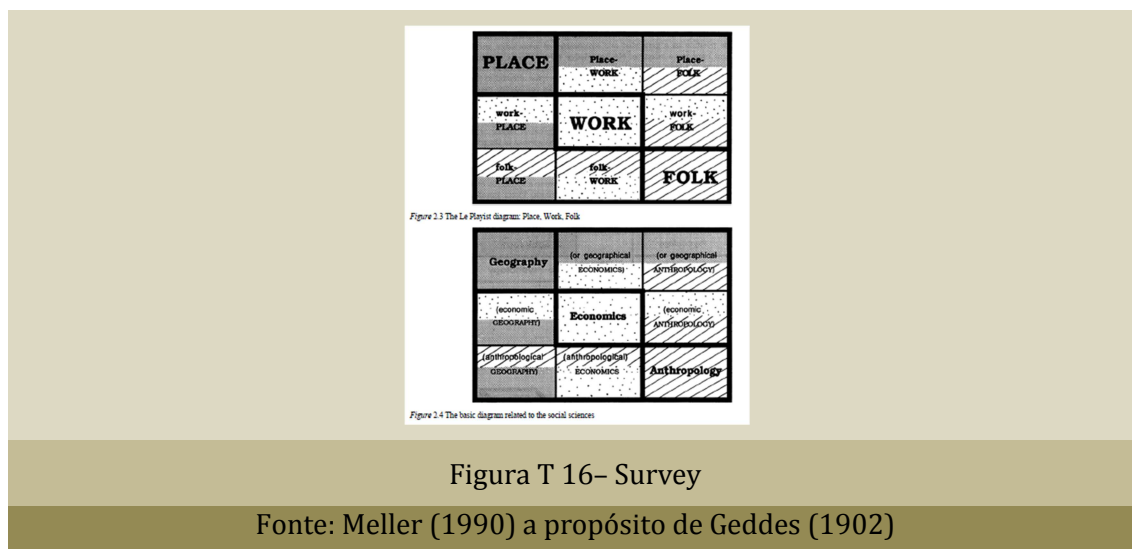 PLACE Place- Place-
WORK FOLK
work- WORK work-
PLACE FOLK
folk- folk- FOLK
PLACE WORK
Figure 2.3 The Le Playist diagram: Place, Work, Folk
Geography (or geographical (or geographical
ECONOMICS) ANTHROPOLOGY)
(economic Economics (economic
GEOGRAPHY) ANTHROPOLOGY)
(anthropological (anthropological) Anthropology
GEOGRAPHY) ECONOMICS
Figure 2.4 The basic diagram related to the social sciences
Figura T 16– Survey
Fonte: Meller (1990) a propósito de Geddes (1902)